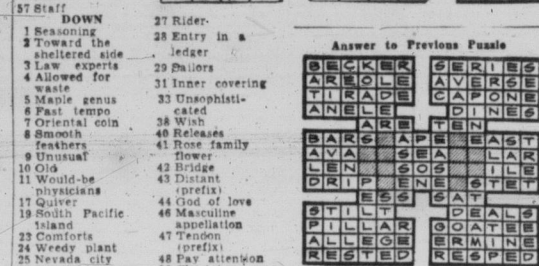 57 Staff
DOWN
1 Seasoning
2 Toward the
sheltered side
3 Law experts
4 Allowed for
waste
5 Maple genus
6 Fast tempo
7 Oriental coin
8 Smooth
feathers
9 Unusual
10 Old
11 Would-be
physicians
17 Quiver
19 South Pacific
island
23 Comforts
24 Weedy plant
25 Nevada city
27 Rider
28 Entry in a
ledger
29 Sailors
31 Inner covering
33 Unsophisti-
cated
38 Wish
40 Releases
41 Rose family
flower
42 Bridge
43 Distant
(prefix)
44 God of love
46 Masculine
appellation
47 Tendon
(prefix)
48 Pay attention
Answer to Previous Puzzle
BECKER SERIES
AREOLE AVERSE
TIRADE CAPONE
ANELE DINES
ARE TEN
BARS APE EAST
AVA SEA LAR
LEN SOS ILE
DRIP ENE STET
ESS SAT
STILT DEALS
PILLAR GOATEE
ALLEGE ERMINE
RESTED RESPED